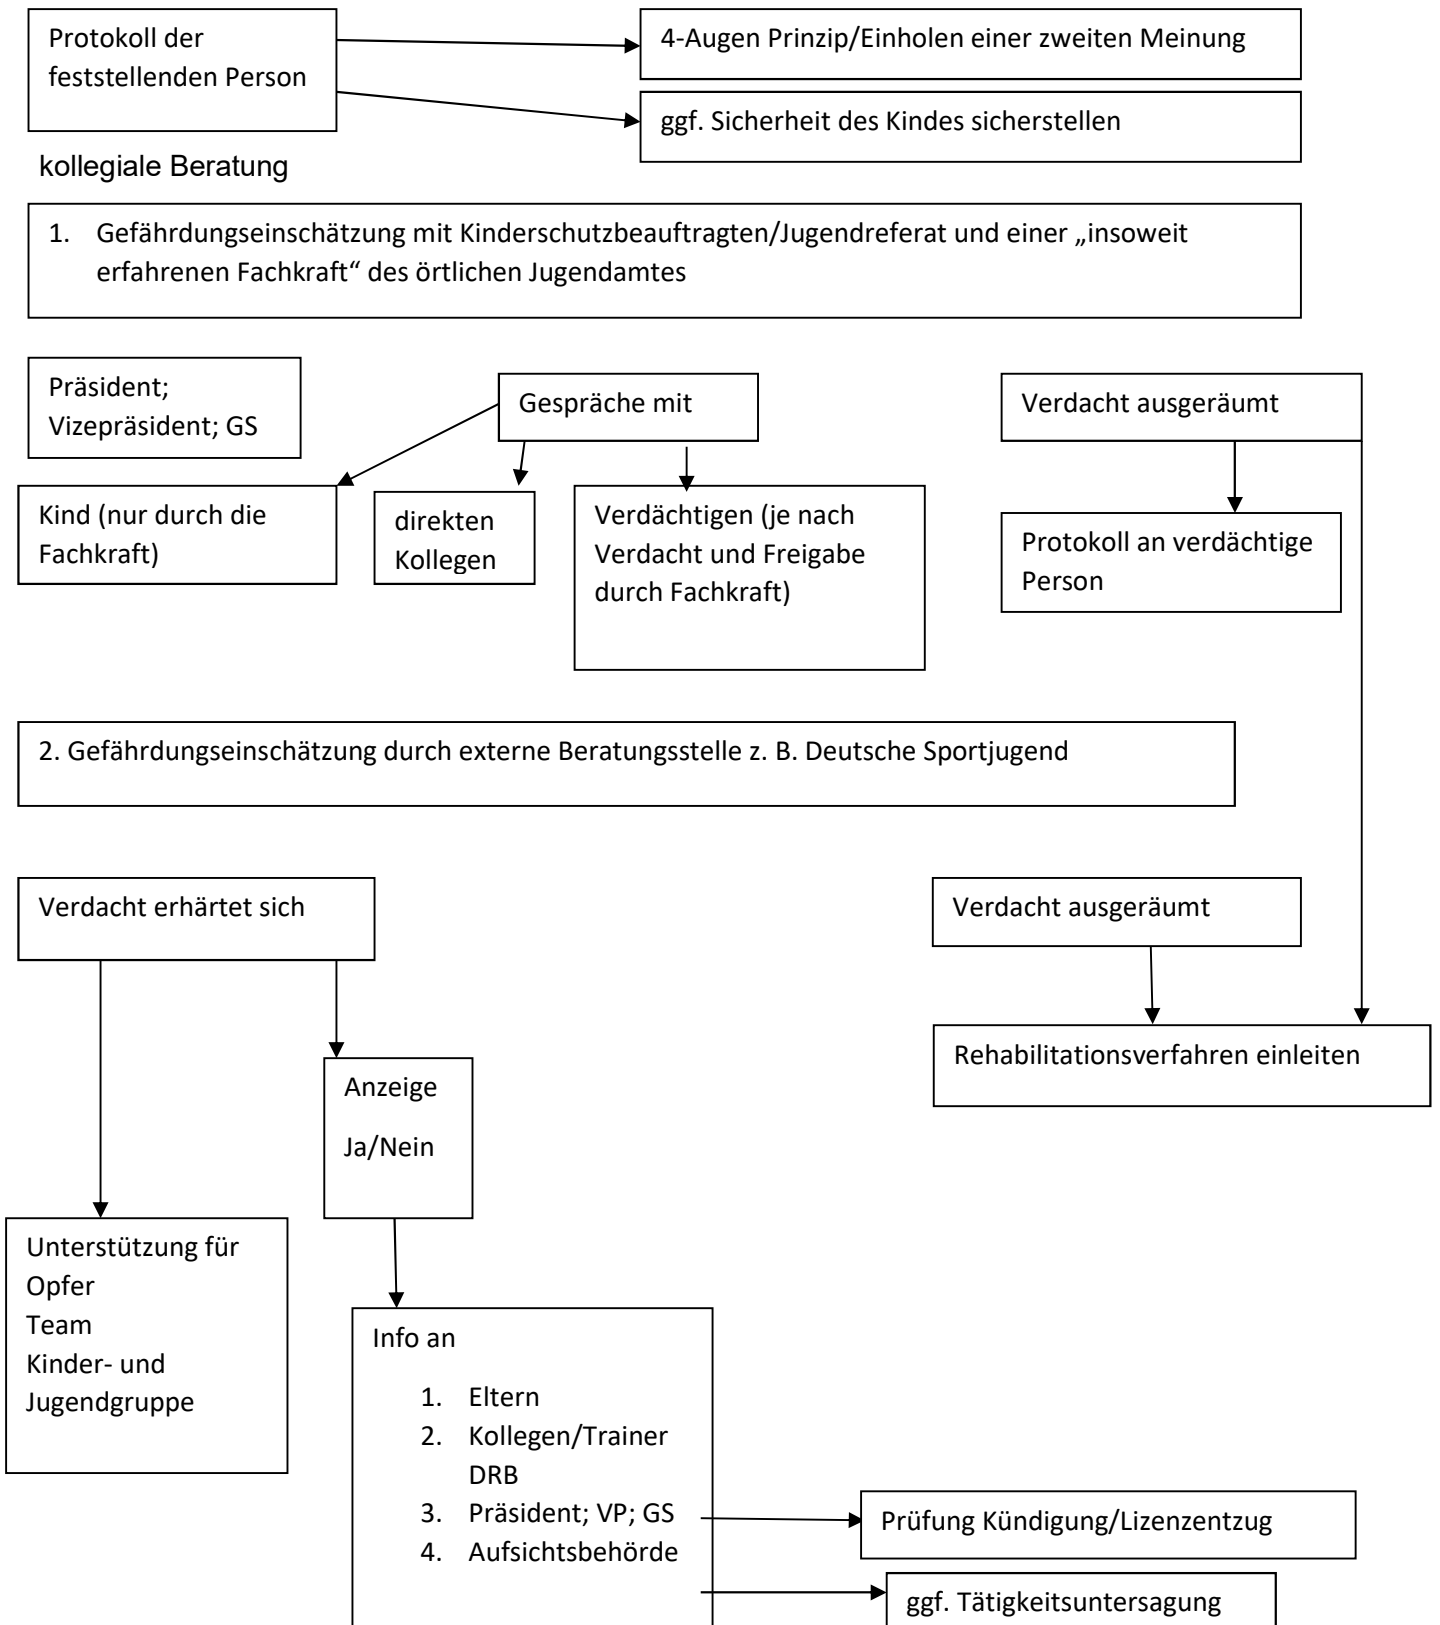 Protokoll der
feststellenden Person
4-Augen Prinzip/Einholen einer zweiten Meinung
ggf. Sicherheit des Kindes sicherstellen
kollegiale Beratung
1. Gefährdungseinschätzung mit Kinderschutzbeauftragten/Jugendreferat und einer „insoweit
erfahrenen Fachkraft“ des örtlichen Jugendamtes
Präsident;
Vizepräsident; GS
Gespräche mit
Verdacht ausgeräumt
Kind (nur durch die
Fachkraft)
direkten
Kollegen
Verdächtigen (je nach
Verdacht und Freigabe
durch Fachkraft)
Protokoll an verdächtige
Person
2. Gefährdungseinschätzung durch externe Beratungsstelle z. B. Deutsche Sportjugend
Verdacht erhärtet sich
Verdacht ausgeräumt
Rehabilitationsverfahren einleiten
Anzeige
Ja/Nein
Unterstützung für
Opfer
Team
Kinder- und
Jugendgruppe
Info an
1. Eltern
2. Kollegen/Trainer
DRB
3. Präsident; VP; GS
4. Aufsichtsbehörde
Prüfung Kündigung/Lizenzentzug
ggf. Tätigkeitsuntersagung